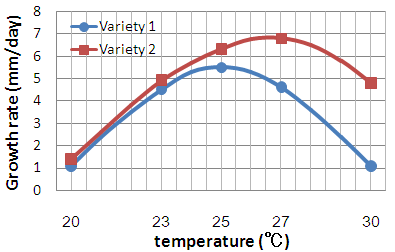 Growth rate (mm/day)
8
7
6
5
4
3
2
1
0
Variety 1
Variety 2
20 23 25 27 30
temperature (℃)